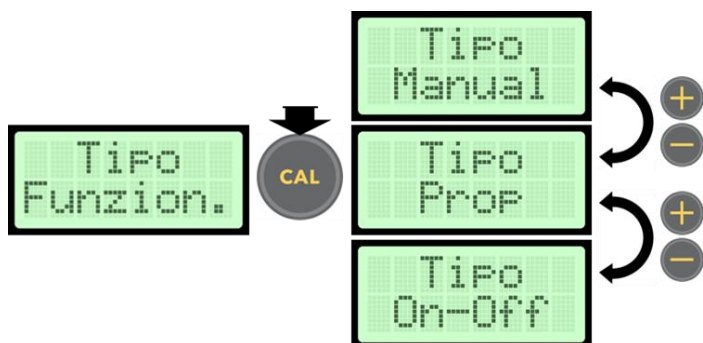 Tipo
Funzion.
CAL
Tipo
Manual
+
−
Tipo
Prop
+
−
Tipo
On-Off